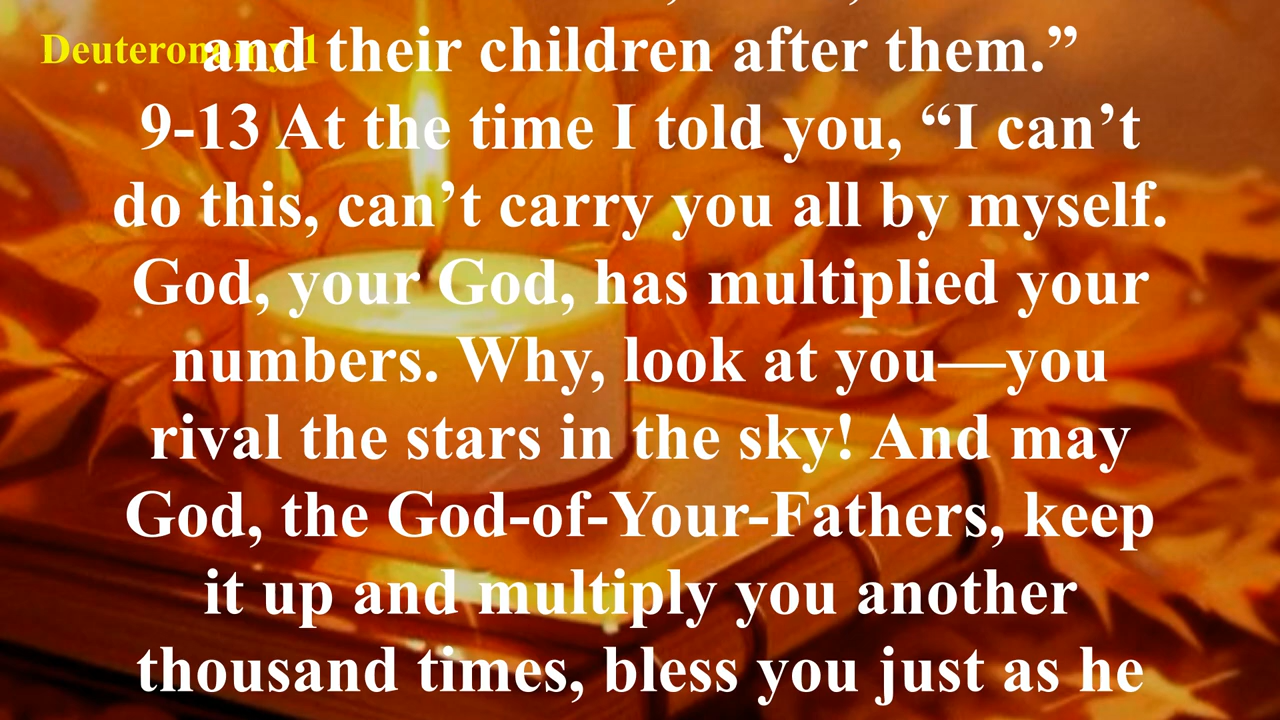 Deuteronomy 1
and their children after them.”
9-13 At the time I told you, “I can’t
do this, can’t carry you all by myself.
God, your God, has multiplied your
numbers. Why, look at you—you
rival the stars in the sky! And may
God, the God-of-Your-Fathers, keep
it up and multiply you another
thousand times, bless you just as he